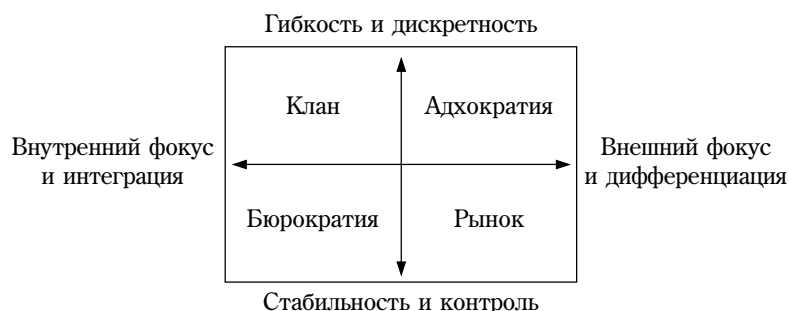 Гибкость и дискретность
Клан
Адхократия
Внутренний фокус
и интеграция
Внешний фокус
и дифференциация
Бюрократия
Рынок
Стабильность и контроль